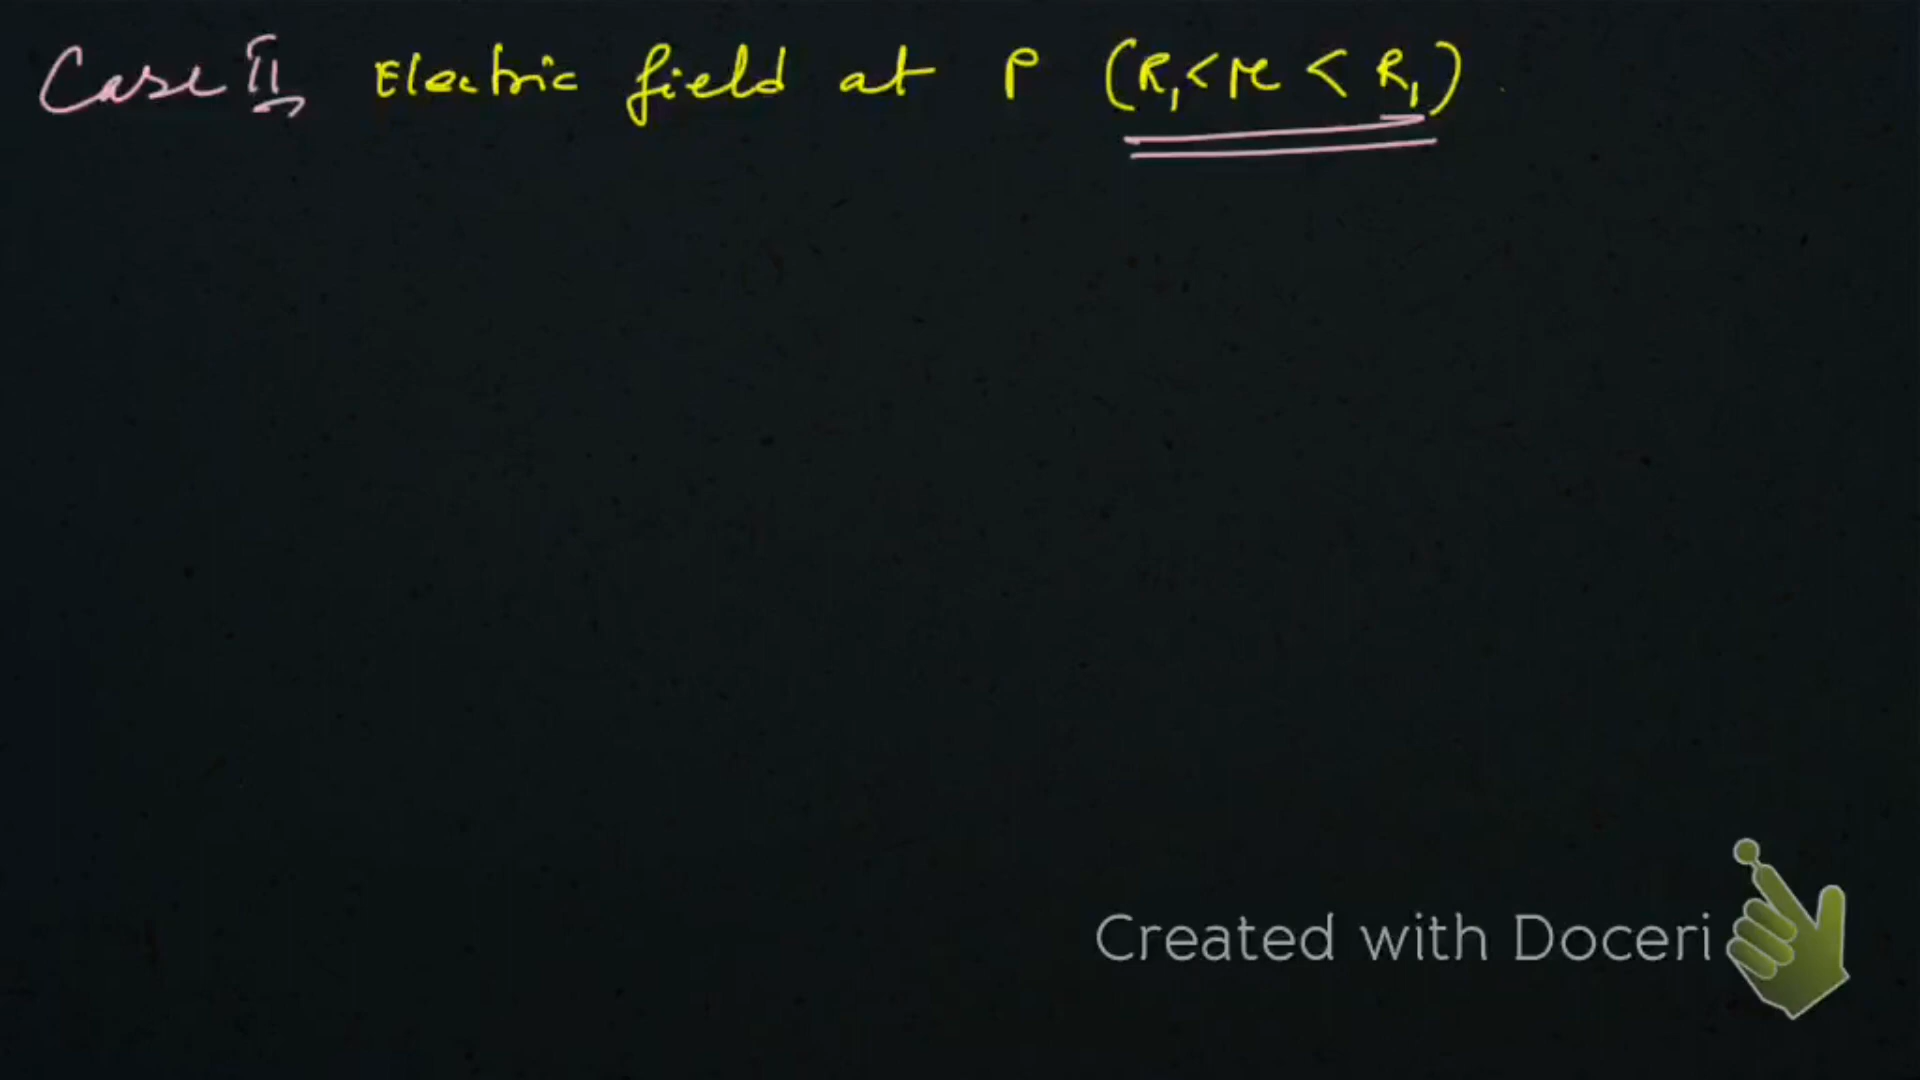 Case II Electric field at P (R₁<r < R₁)
Created with Doceri